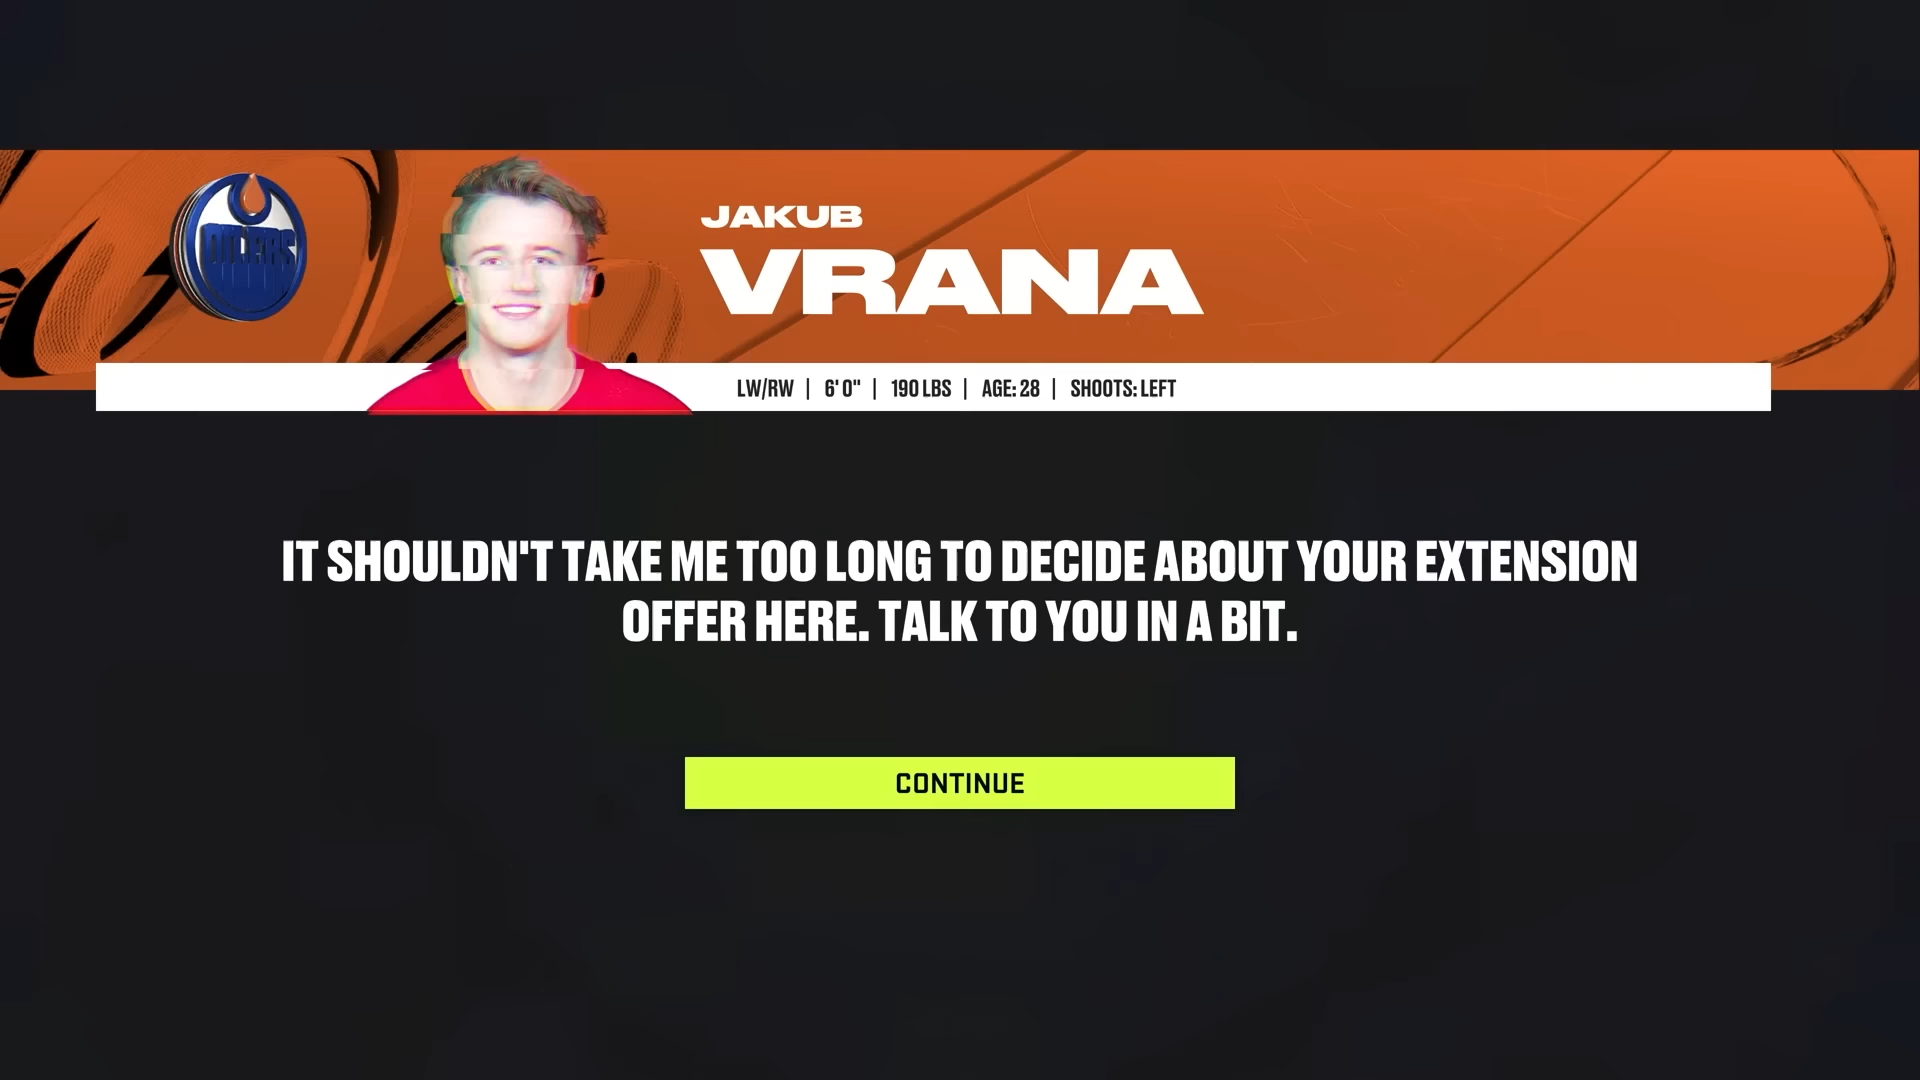 OILERS
JAKUB
VRANA
LW/RW | 6' 0" | 190 LBS | AGE: 28 | SHOOTS: LEFT
IT SHOULDN'T TAKE ME TOO LONG TO DECIDE ABOUT YOUR EXTENSION
OFFER HERE. TALK TO YOU IN A BIT.
CONTINUE